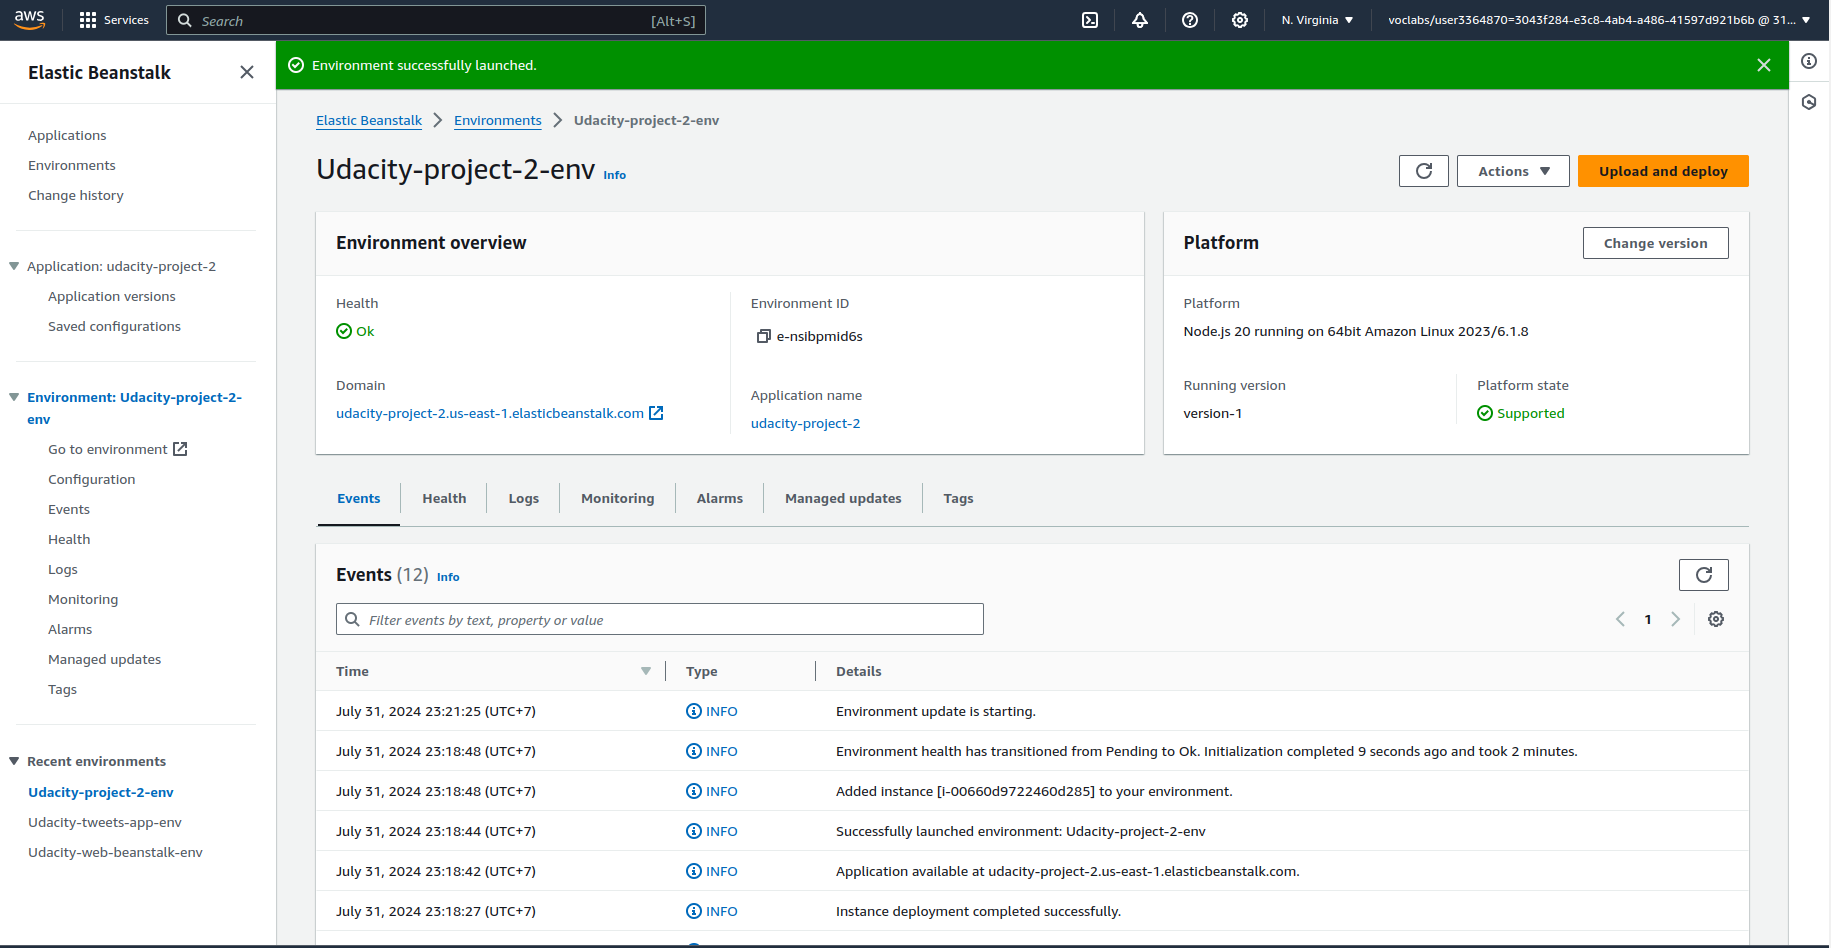 aws
Services
Search
[Alt+S]
N. Virginia
voclabs/user3364870=3043f284-e3c8-4ab4-a486-41597d921b6b @ 31...
Elastic Beanstalk
Applications
Environments
Change history
Application: udacity-project-2
Application versions
Saved configurations
Environment: Udacity-project-2-
env
Go to environment
Configuration
Events
Health
Logs
Monitoring
Alarms
Managed updates
Tags
Recent environments
Udacity-project-2-env
Udacity-tweets-app-env
Udacity-web-beanstalk-env
Environment successfully launched.
Elastic Beanstalk
Environments
Udacity-project-2-env
Udacity-project-2-env Info
Actions
Upload and deploy
Environment overview
Health
Ok
Domain
udacity-project-2.us-east-1.elasticbeanstalk.com
Environment ID
e-nsibpmid6s
Application name
udacity-project-2
Platform
Change version
Platform
Node.js 20 running on 64bit Amazon Linux 2023/6.1.8
Running version
version-1
Platform state
Supported
Events
Health
Logs
Monitoring
Alarms
Managed updates
Tags
Events (12) Info
Filter events by text, property or value
1
Time Type Details
July 31, 2024 23:21:25 (UTC+7) INFO Environment update is starting.
July 31, 2024 23:18:48 (UTC+7) INFO Environment health has transitioned from Pending to Ok. Initialization completed 9 seconds ago and took 2 minutes.
July 31, 2024 23:18:48 (UTC+7) INFO Added instance [i-00660d9722460d285] to your environment.
July 31, 2024 23:18:44 (UTC+7) INFO Successfully launched environment: Udacity-project-2-env
July 31, 2024 23:18:42 (UTC+7) INFO Application available at udacity-project-2.us-east-1.elasticbeanstalk.com.
July 31, 2024 23:18:27 (UTC+7) INFO Instance deployment completed successfully.